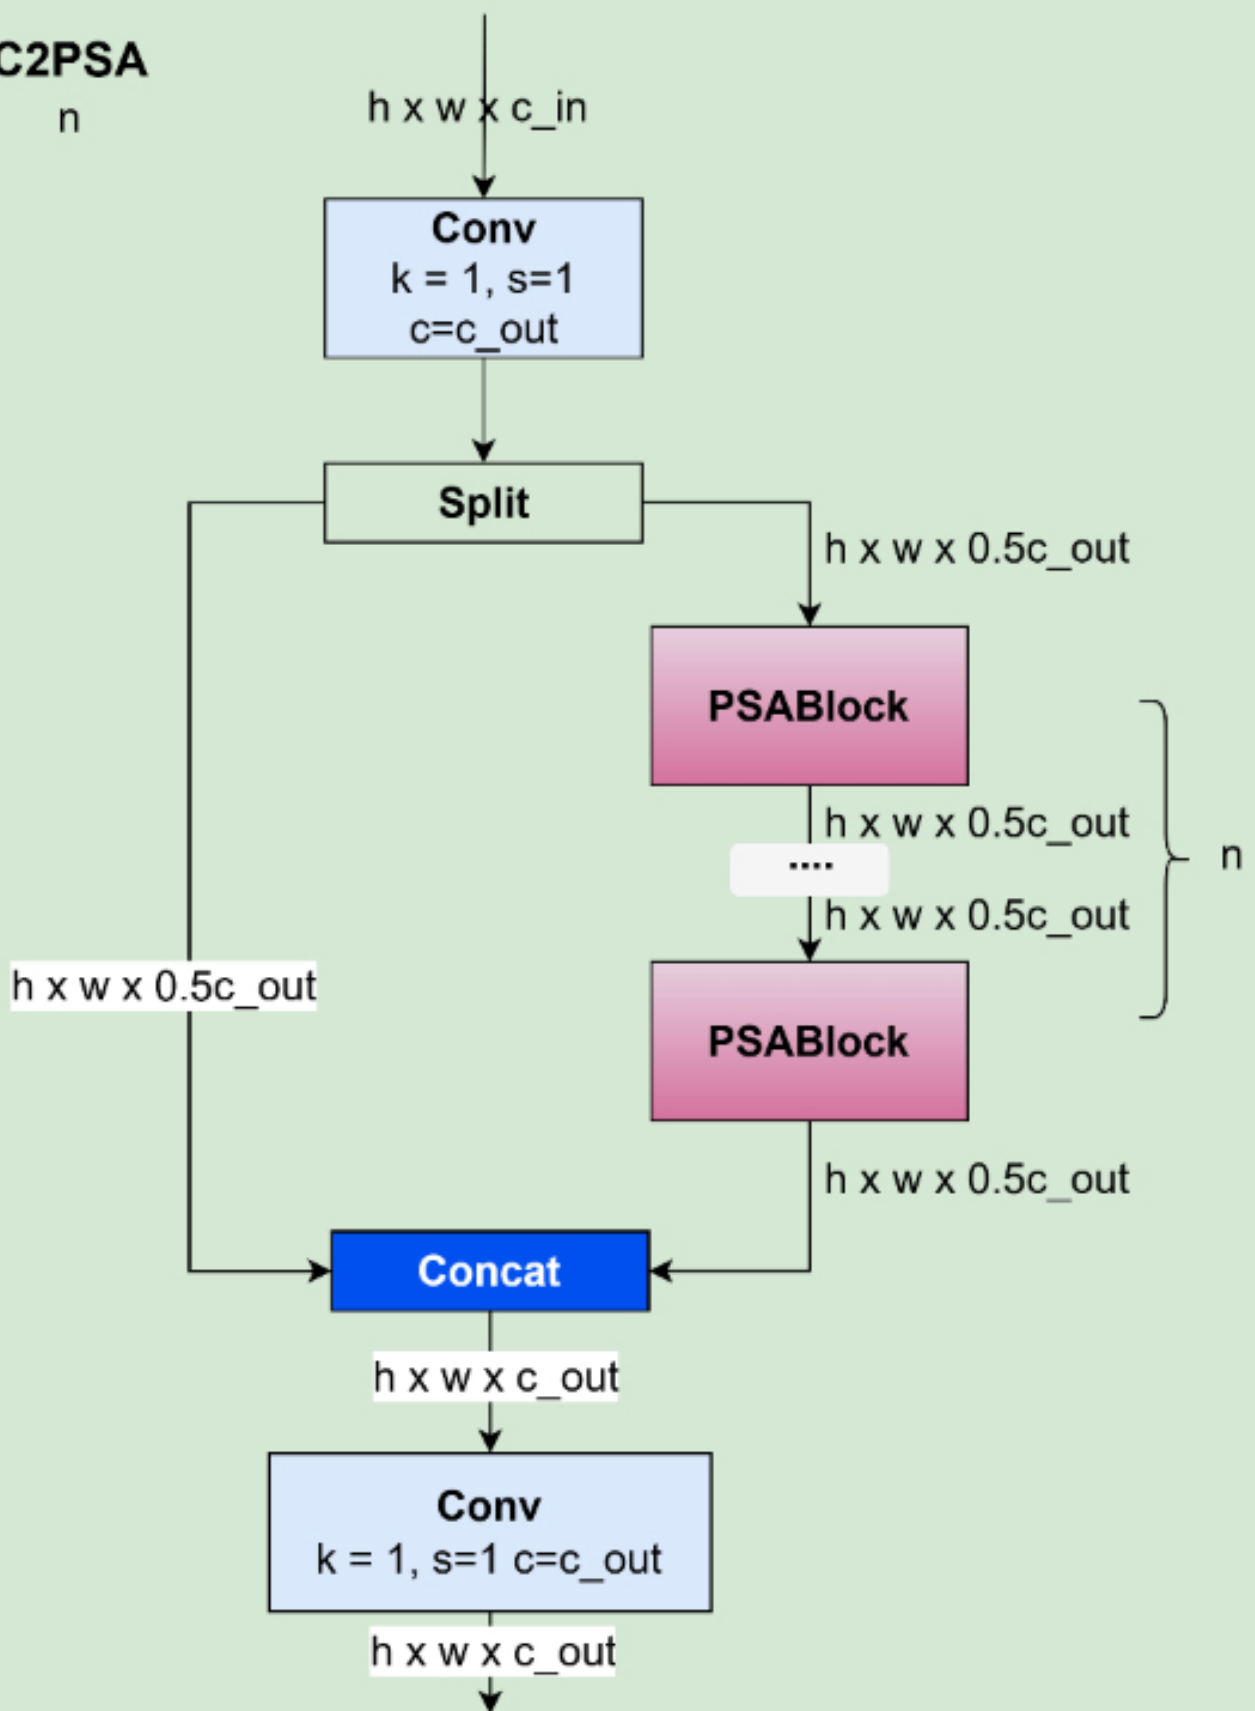 C2PSA
n
h x w x c_in
Conv
k = 1, s=1
c=c_out
Split
h x w x 0.5c_out
PSABlock
h x w x 0.5c_out
....
n
h x w x 0.5c_out
h x w x 0.5c_out
PSABlock
h x w x 0.5c_out
Concat
h x w x c_out
Conv
k = 1, s=1 c=c_out
h x w x c_out